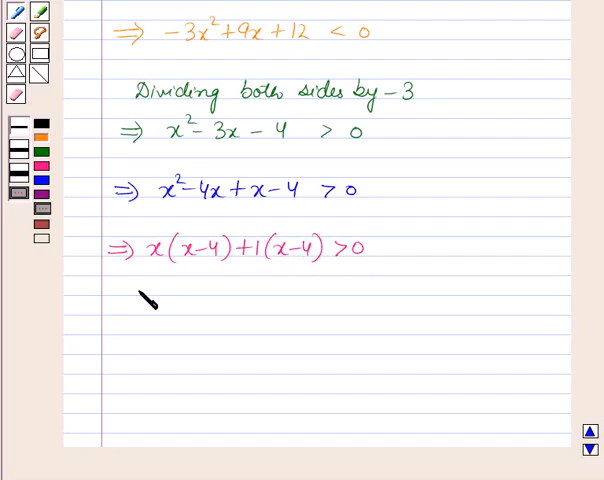 ⇒ -3x²+9x+12 < 0
Dividing both sides by -3
⇒ x²-3x-4 > 0
⇒ x²-4x+x-4 >0
⇒ x(x-4)+1(x-4)>0